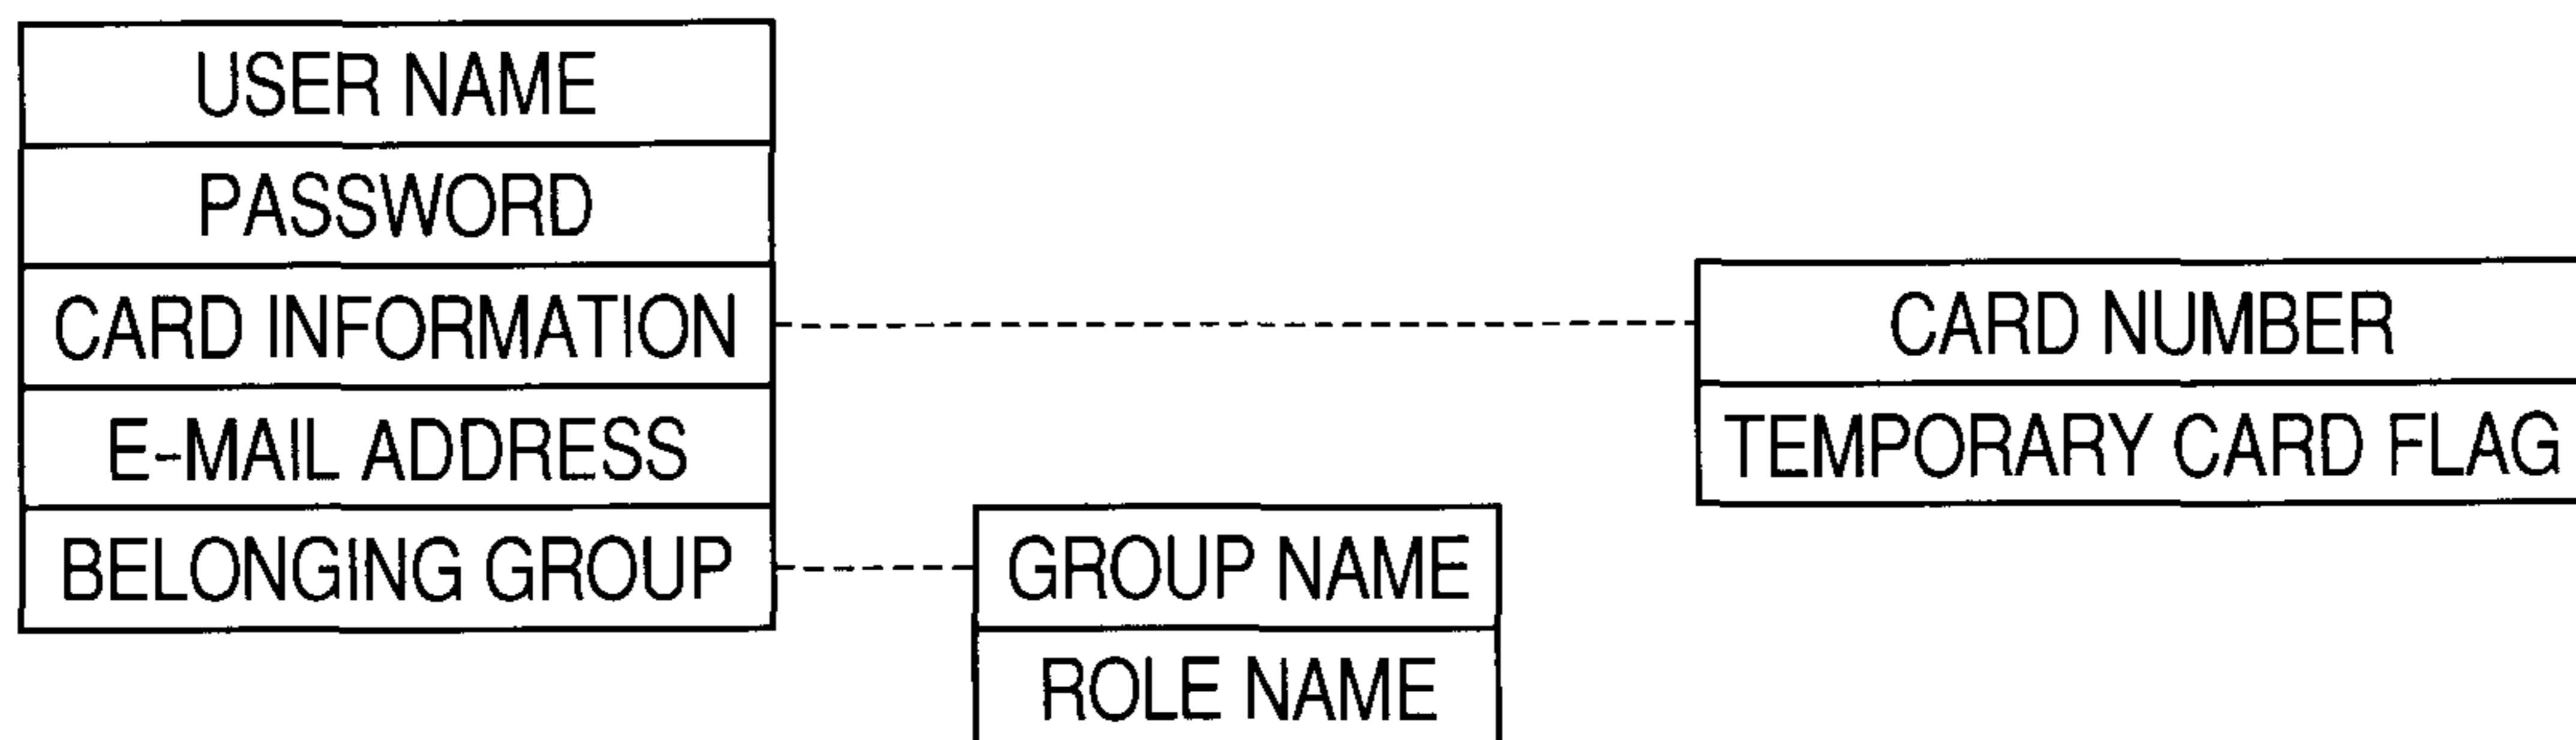 USER NAME
PASSWORD
CARD INFORMATION
E-MAIL ADDRESS
BELONGING GROUP
CARD NUMBER
TEMPORARY CARD FLAG
GROUP NAME
ROLE NAME